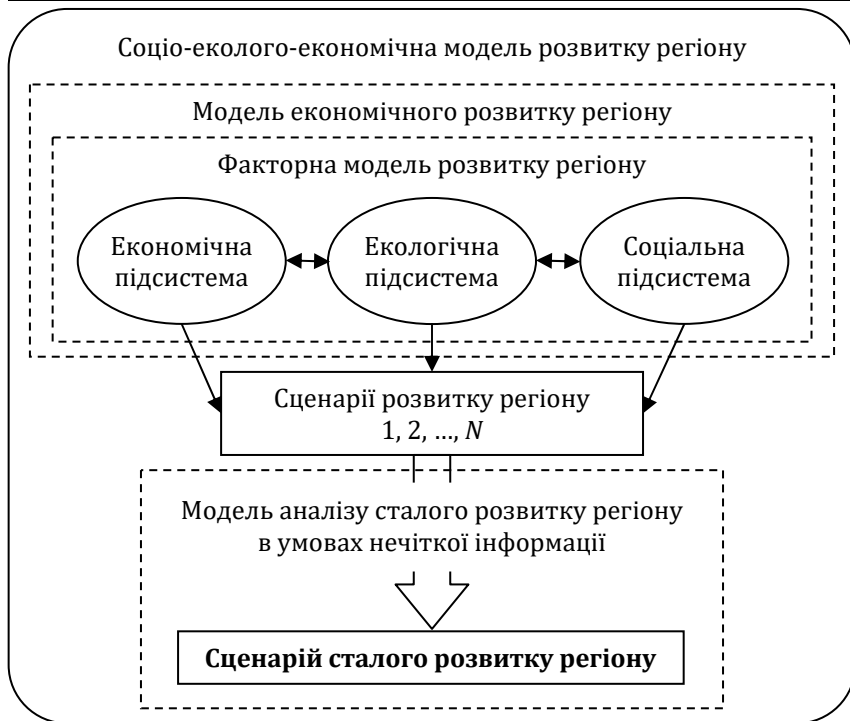 Соціо-еколого-економічна модель розвитку регіону
Модель економічного розвитку регіону
Факторна модель розвитку регіону
Економічна
підсистема
Екологічна
підсистема
Соціальна
підсистема
Сценарії розвитку регіону
1, 2, ..., N
Модель аналізу сталого розвитку регіону
в умовах нечіткої інформації
Сценарій сталого розвитку регіону